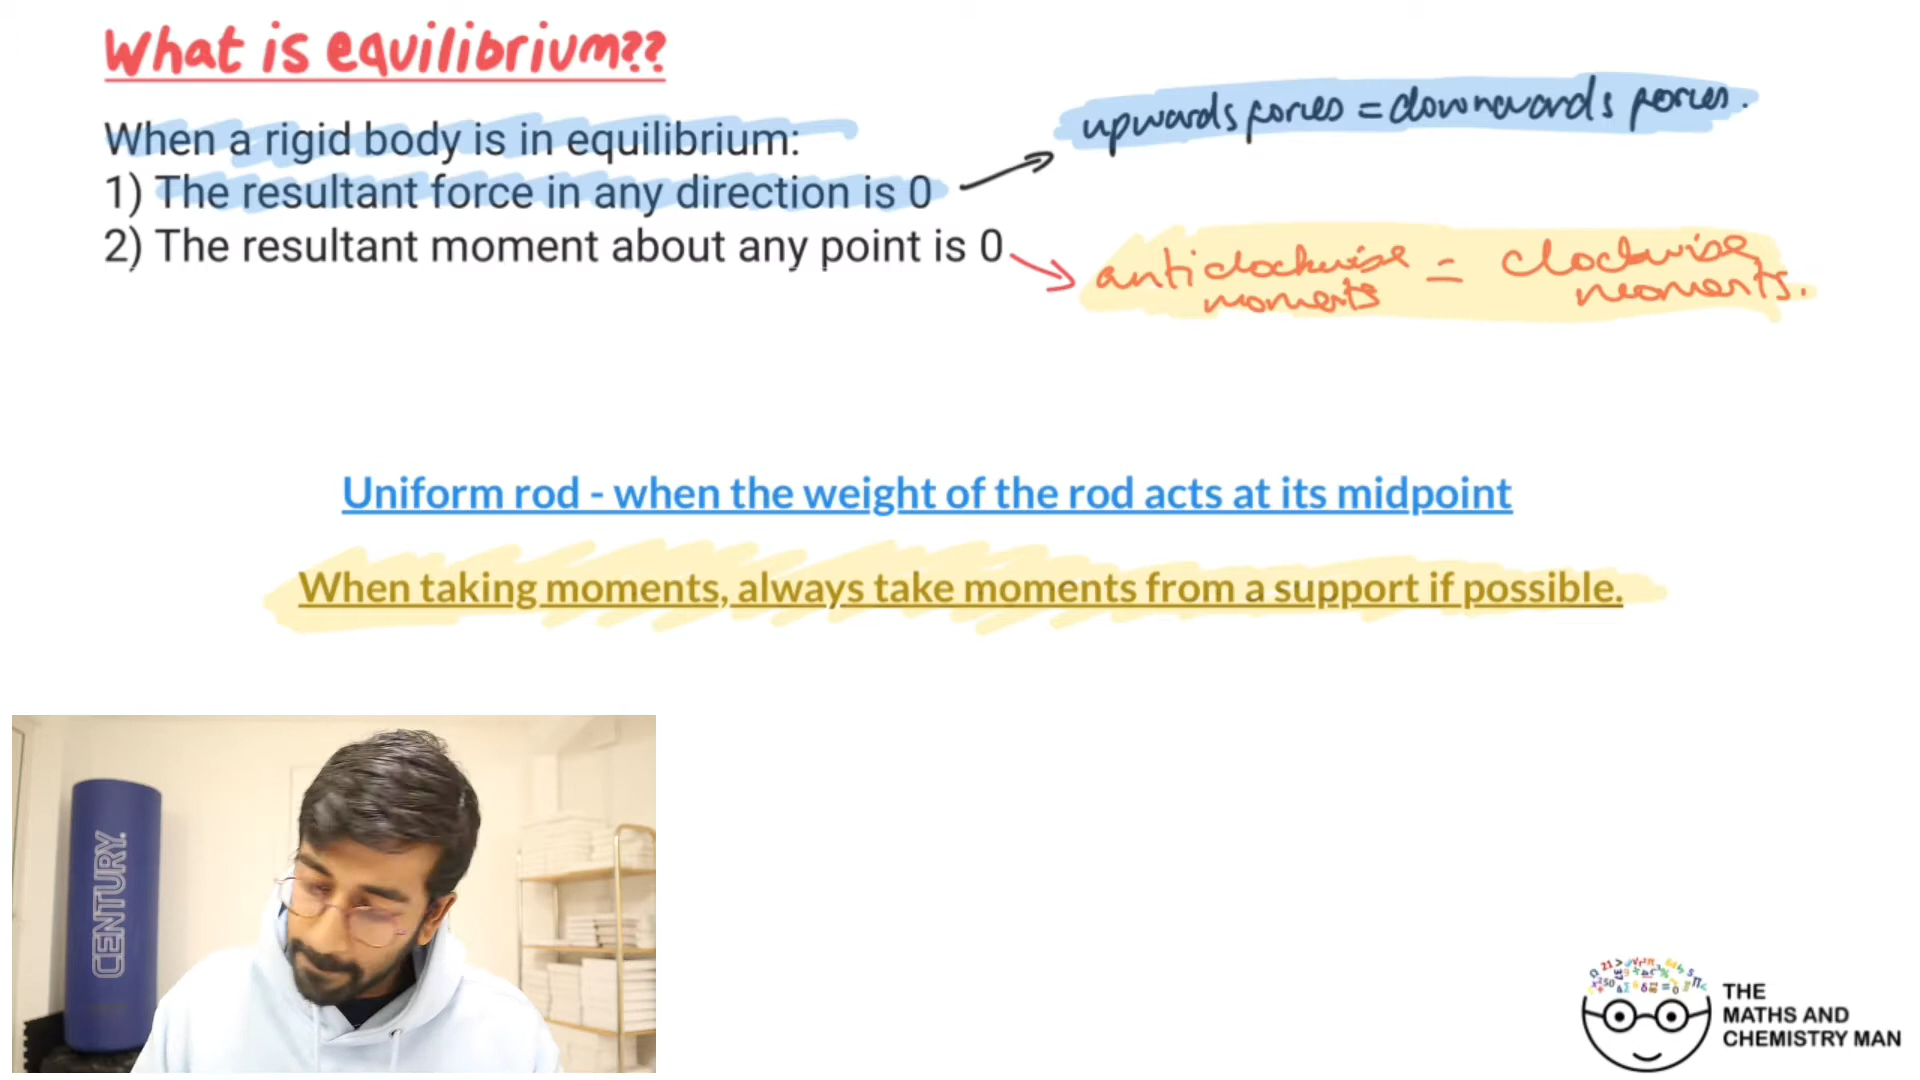 What is equilibrium??
When a rigid body is in equilibrium:
1) The resultant force in any direction is 0
upwards forces = downwards forces.
2) The resultant moment about any point is 0
anticlockwise = clockwise
moments moments.
Uniform rod - when the weight of the rod acts at its midpoint
When taking moments, always take moments from a support if possible.
CENTURY.
THE
MATHS AND
CHEMISTRY MAN